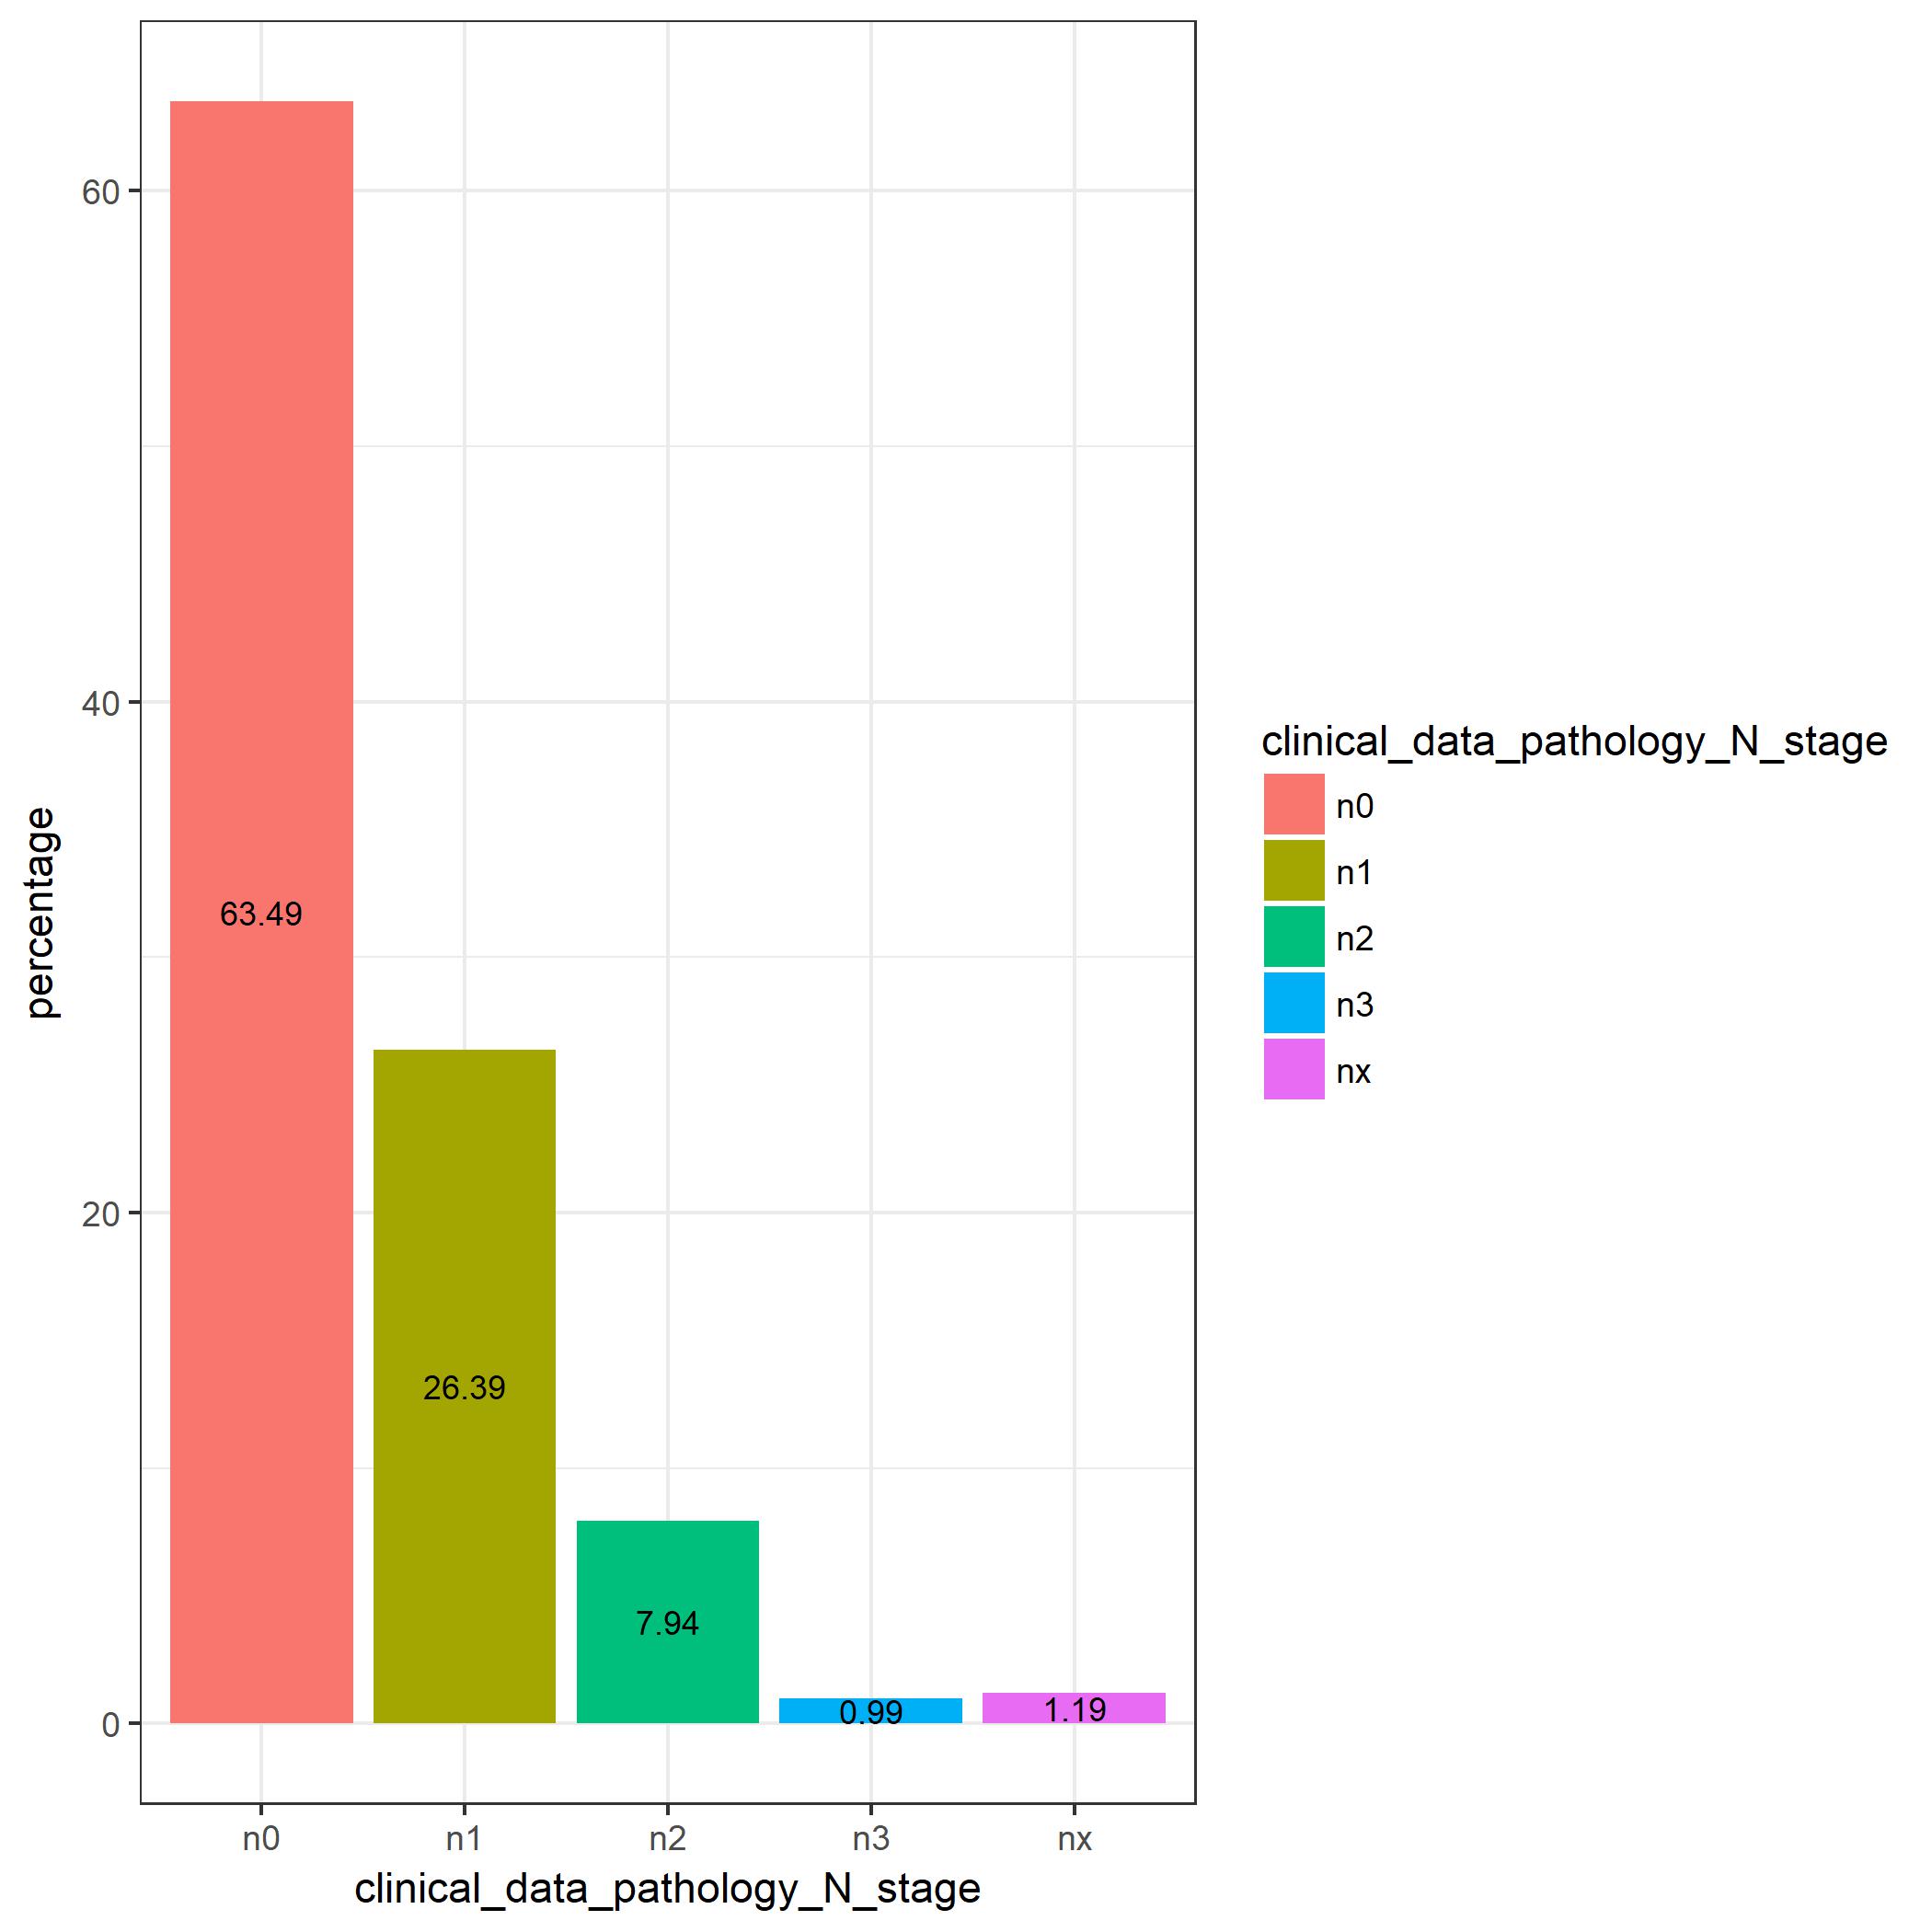 percentage
60
40
20
0
63.49
26.39
7.94
0.99
1.19
n0
n1
n2
n3
nx
clinical_data_pathology_N_stage
clinical_data_pathology_N_stage
n0
n1
n2
n3
nx